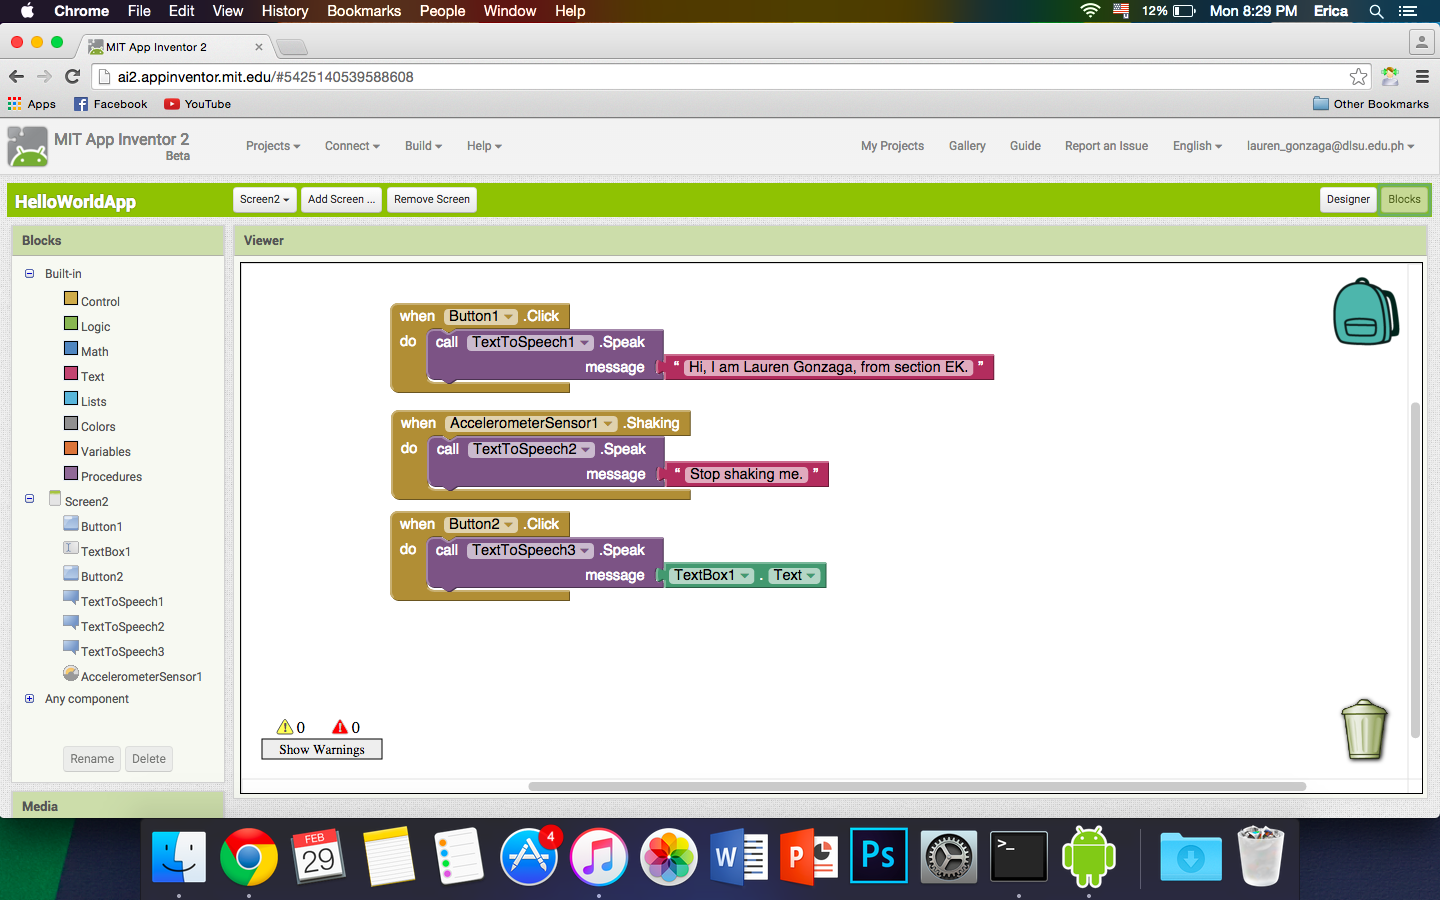 Chrome File Edit View History Bookmarks People Window Help 12% Mon 8:29 PM Erica
MIT App Inventor 2
ai2.appinventor.mit.edu/#5425140539588608
Apps Facebook YouTube Other Bookmarks
MIT App Inventor 2
Beta
Projects Connect Build Help My Projects Gallery Guide Report an Issue English lauren_gonzaga@dlsu.edu.ph
HelloWorldApp Screen2 Add Screen ... Remove Screen Designer Blocks
Blocks
Built-in
Control
Logic
Math
Text
Lists
Colors
Variables
Procedures
Screen2
Button1
TextBox1
Button2
TextToSpeech1
TextToSpeech2
TextToSpeech3
AccelerometerSensor1
Any component
Rename Delete
Media
Viewer
when Button1 .Click
do call TextToSpeech1 .Speak
message “ Hi, I am Lauren Gonzaga, from section EK. ”
when AccelerometerSensor1 .Shaking
do call TextToSpeech2 .Speak
message “ Stop shaking me. ”
when Button2 .Click
do call TextToSpeech3 .Speak
message TextBox1 . Text
0 0
Show Warnings
FEB
29
4
W
P
Ps
>_